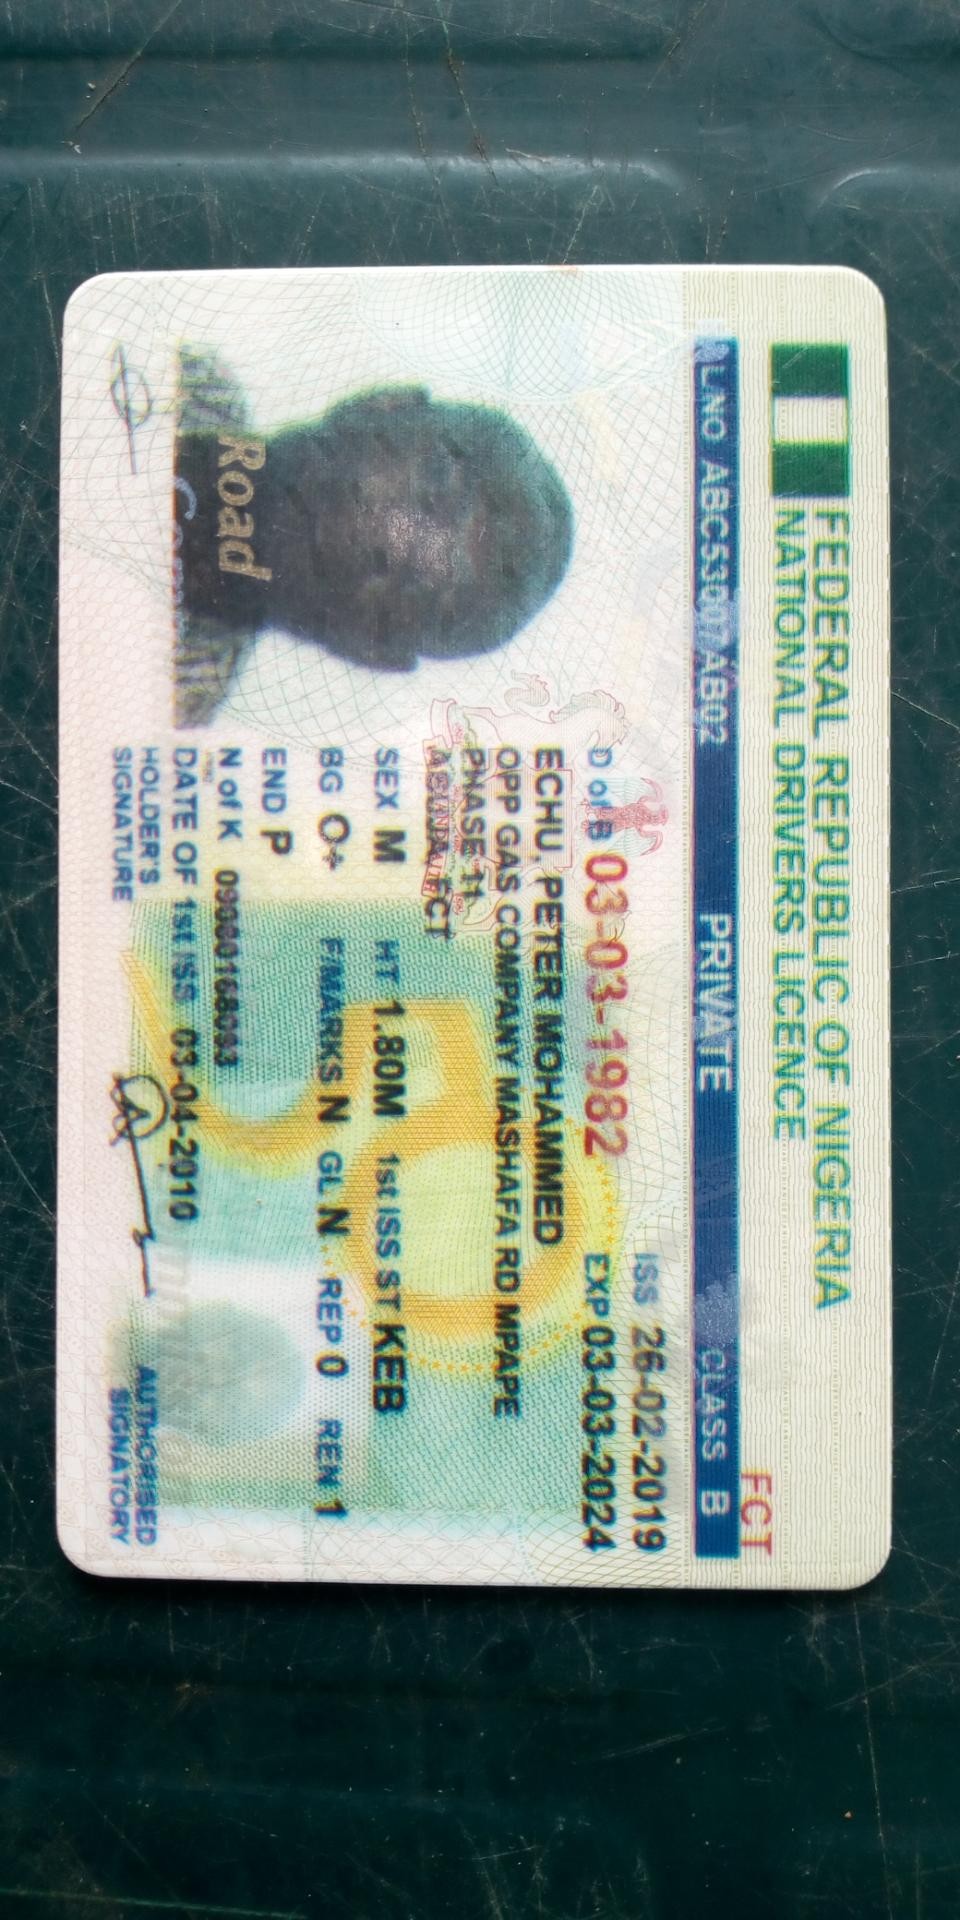 FEDERAL REPUBLIC OF NIGERIA
NATIONAL DRIVERS LICENCE
FCT
L/NO ABC53007AB02 PRIVATE CLASS B
ISS 26-02-2019
D of B 03-03-1982 EXP 03-03-2024
ECHU, PETER MOHAMMED
OPP GAS COMPANY MASHAFA RD MPAPE
PHASE 11
ABUJA FCT
SEX M HT 1.80M 1st ISS ST KEB
BG O+ F/MARKS N GL N REP 0 REN 1
END P
N of K
DATE OF 1st ISS 03-04-2010
HOLDER'S
SIGNATURE
AUTHORISED
SIGNATORY
Road